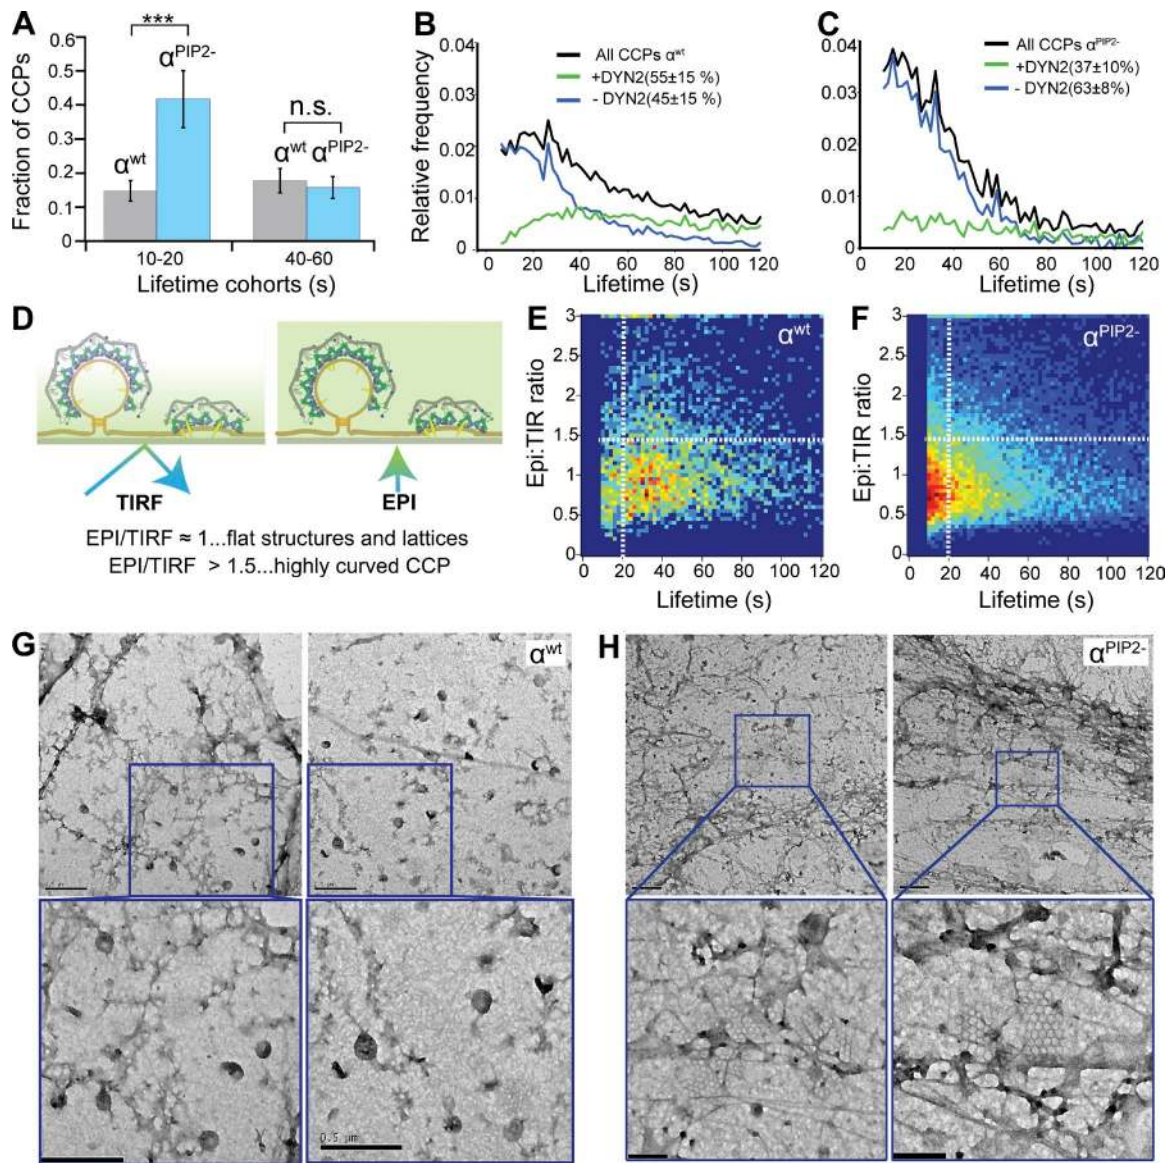 A
***
α^PIP2-
n.s.
α^wt
α^wt α^PIP2-
Fraction of CCPs
0.6
0.5
0.4
0.3
0.2
0.1
0
10-20
40-60
Lifetime cohorts (s)
B
All CCPs α^wt
+DYN2(55±15 %)
- DYN2(45±15 %)
Relative frequency
0.04
0.03
0.02
0.01
0
0 20 40 60 80 100 120
Lifetime (s)
C
All CCPs α^PIP2-
+DYN2(37±10%)
- DYN2(63±8%)
0.04
0.03
0.02
0.01
0
0 20 40 60 80 100 120
Lifetime (s)
D
TIRF
EPI
EPI/TIRF ≈ 1...flat structures and lattices
EPI/TIRF > 1.5...highly curved CCP
E
α^wt
Epi:TIR ratio
3
2.5
2
1.5
1
0.5
0
0 20 40 60 80 100 120
Lifetime (s)
F
α^PIP2-
Epi:TIR ratio
3
2.5
2
1.5
1
0.5
0
0 20 40 60 80 100 120
Lifetime (s)
G
α^wt
0.5 µm
H
α^PIP2-